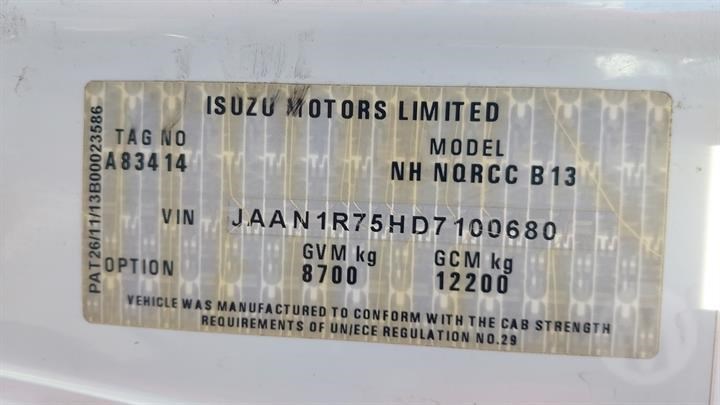 ISUZU MOTORS LIMITED
PAT26/11/13B00023586
TAG NO
A83414
MODEL
NH NQRCC B13
VIN JAAN1R75HD7100680
GVM kg
8700
GCM kg
12200
OPTION
VEHICLE WAS MANUFACTURED TO CONFORM WITH THE CAB STRENGTH
REQUIREMENTS OF UN/ECE REGULATION NO.29